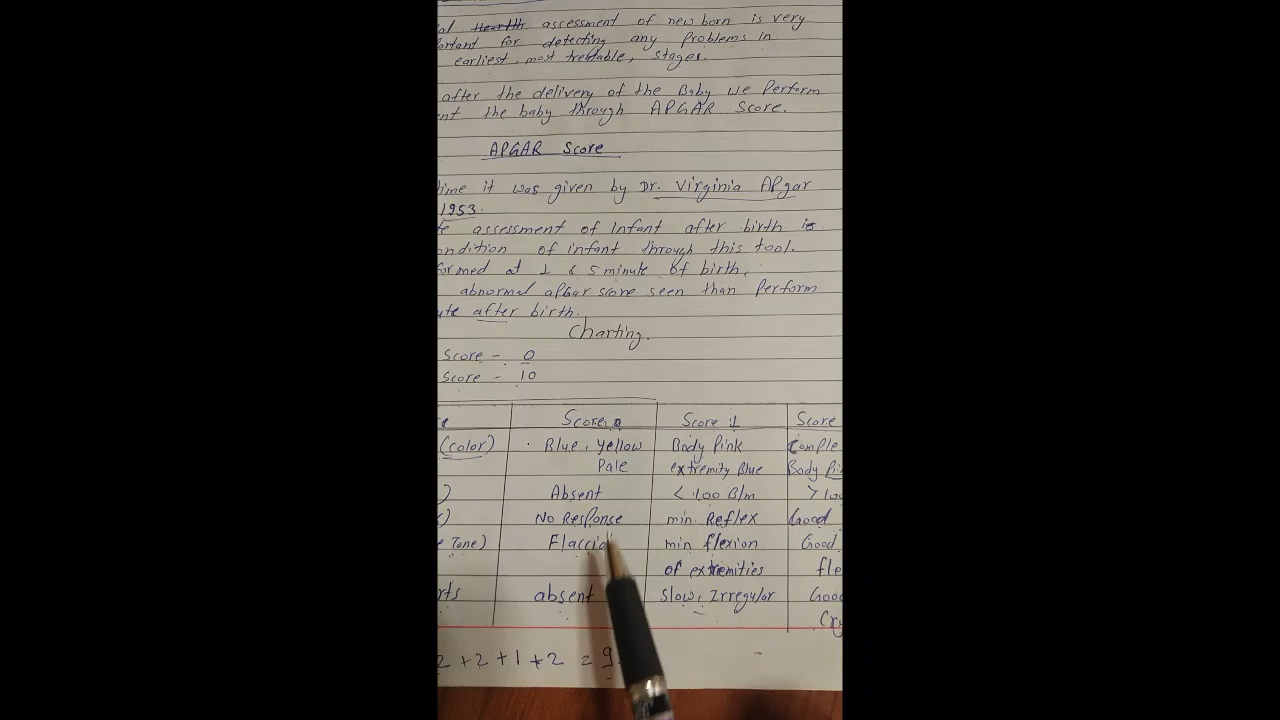 al assessment of new born is very
ortant for detecting any problems in
earliest, most treatable, stages.
after the delivery of the Baby we Perform
ent the baby through APGAR Score.
APGAR Score
time it was given by Dr. Virginia APgar
1953.
te assessment of Infant after birth is
ondition of infant through this tool.
formed at 1 & 5 minute of birth.
abnormal apgar score seen than Perform
ute after birth.
Charting.
Score - 0
Score - 10
Score 0 Score 1 Score
(color) Blue, Yellow Body Pink Comple
Pale extremity Blue Body Pin
) Absent < 100 B/m > 100
) No Response min. Reflex Good
e Tone) Flaccid min flexion Good
of extremities fle
rts absent Slow, Irregular Good
Cry
2 + 2 + 1 + 2 = 9